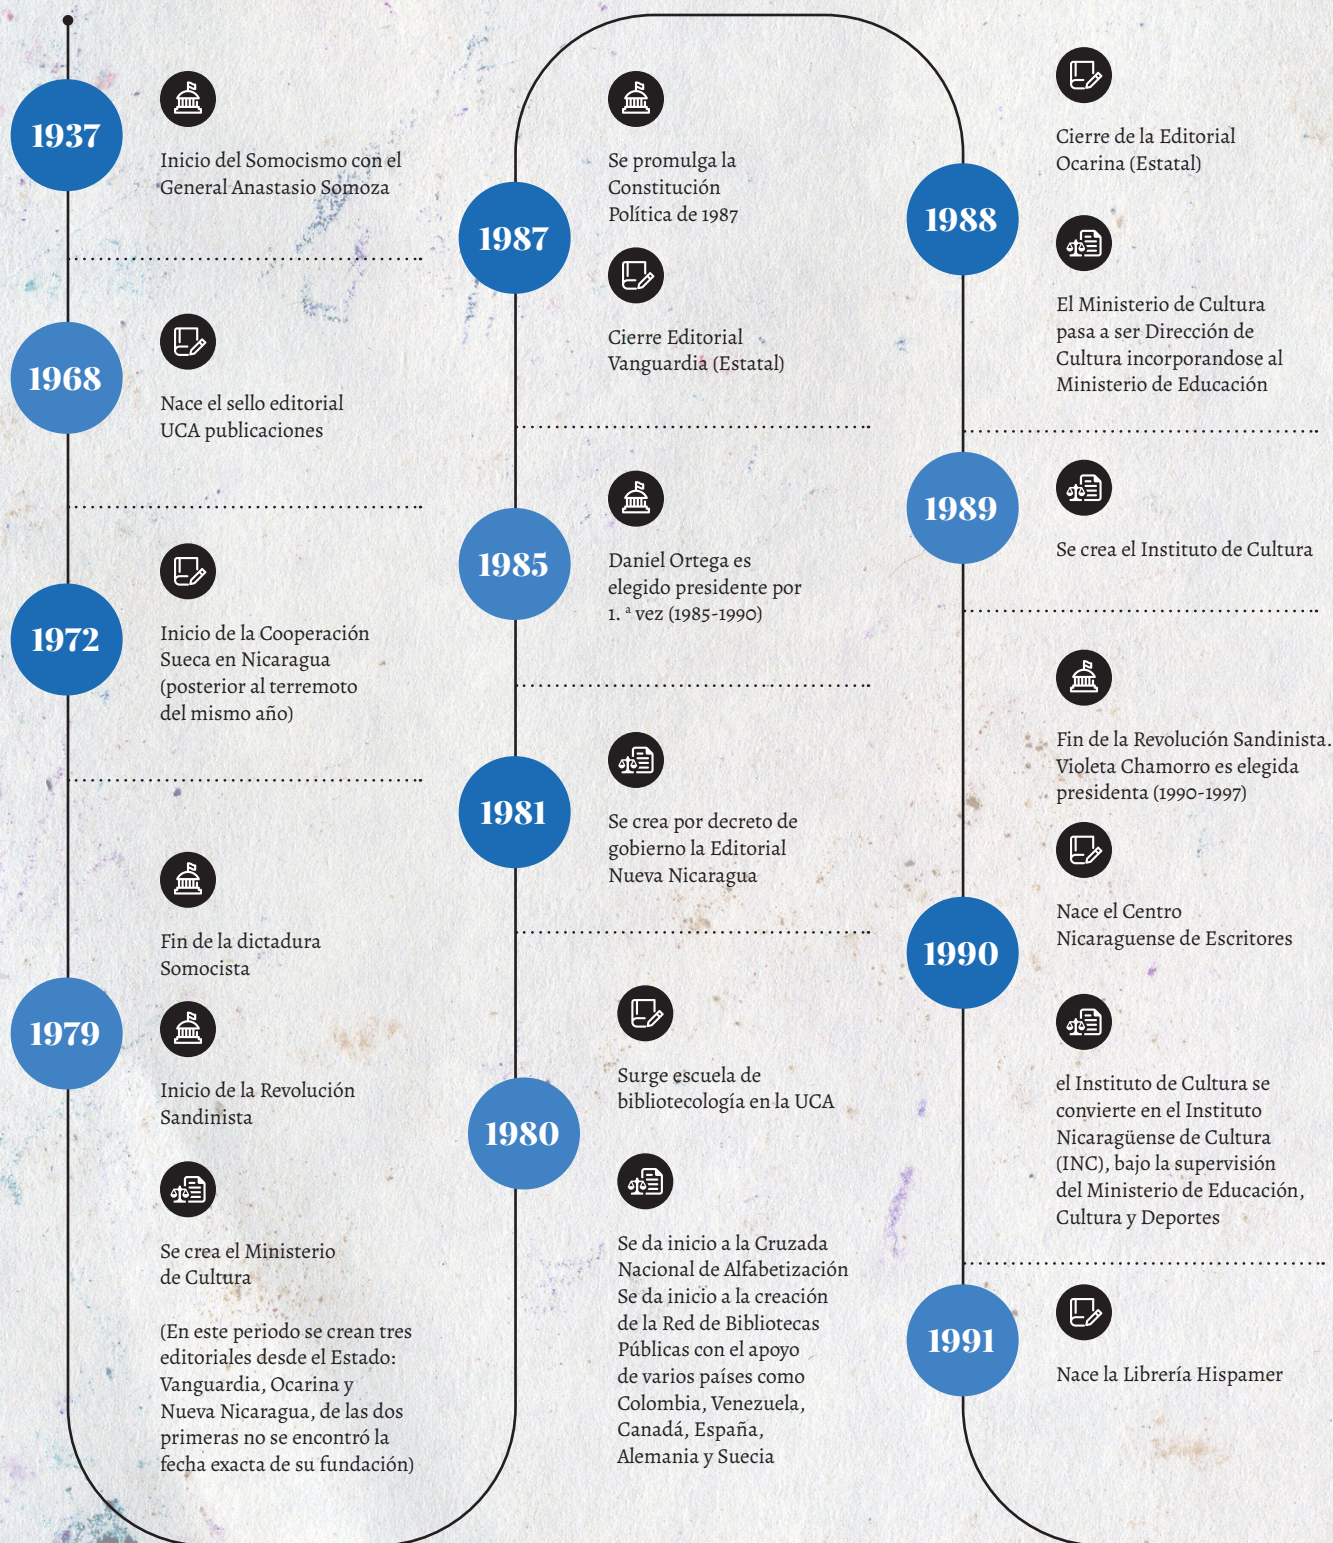 1937
Inicio del Somocismo con el
General Anastasio Somoza
1968
Nace el sello editorial
UCA publicaciones
1972
Inicio de la Cooperación
Sueca en Nicaragua
(posterior al terremoto
del mismo año)
1979
Fin de la dictadura
Somocista
Inicio de la Revolución
Sandinista
Se crea el Ministerio
de Cultura
(En este periodo se crean tres
editoriales desde el Estado:
Vanguardia, Ocarina y
Nueva Nicaragua, de las dos
primeras no se encontró la
fecha exacta de su fundación)
1980
Surge escuela de
bibliotecología en la UCA
Se da inicio a la Cruzada
Nacional de Alfabetización
Se da inicio a la creación
de la Red de Bibliotecas
Públicas con el apoyo
de varios países como
Colombia, Venezuela,
Canadá, España,
Alemania y Suecia
1981
Se crea por decreto de
gobierno la Editorial
Nueva Nicaragua
1985
Daniel Ortega es
elegido presidente por
1. ª vez (1985-1990)
1987
Se promulga la
Constitución
Política de 1987
Cierre Editorial
Vanguardia (Estatal)
1988
Cierre de la Editorial
Ocarina (Estatal)
El Ministerio de Cultura
pasa a ser Dirección de
Cultura incorporandose al
Ministerio de Educación
1989
Se crea el Instituto de Cultura
1990
Fin de la Revolución Sandinista.
Violeta Chamorro es elegida
presidenta (1990-1997)
Nace el Centro
Nicaraguense de Escritores
el Instituto de Cultura se
convierte en el Instituto
Nicaragüense de Cultura
(INC), bajo la supervisión
del Ministerio de Educación,
Cultura y Deportes
1991
Nace la Librería Hispamer